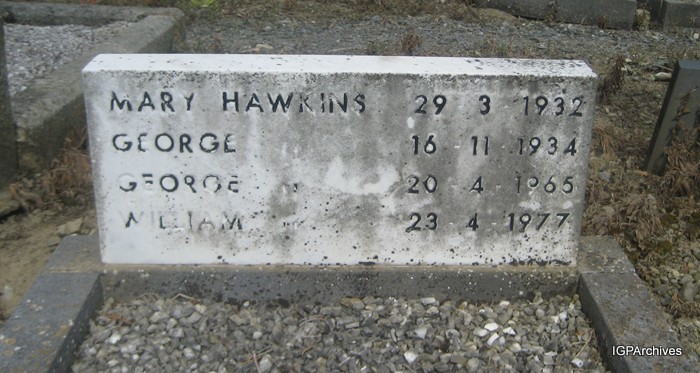 MARY HAWKINS 29 3 1932
GEORGE 16 11 1934
GEORGE " 20 4 1965
WILLIAM " 23 4 1977
IGPArchives